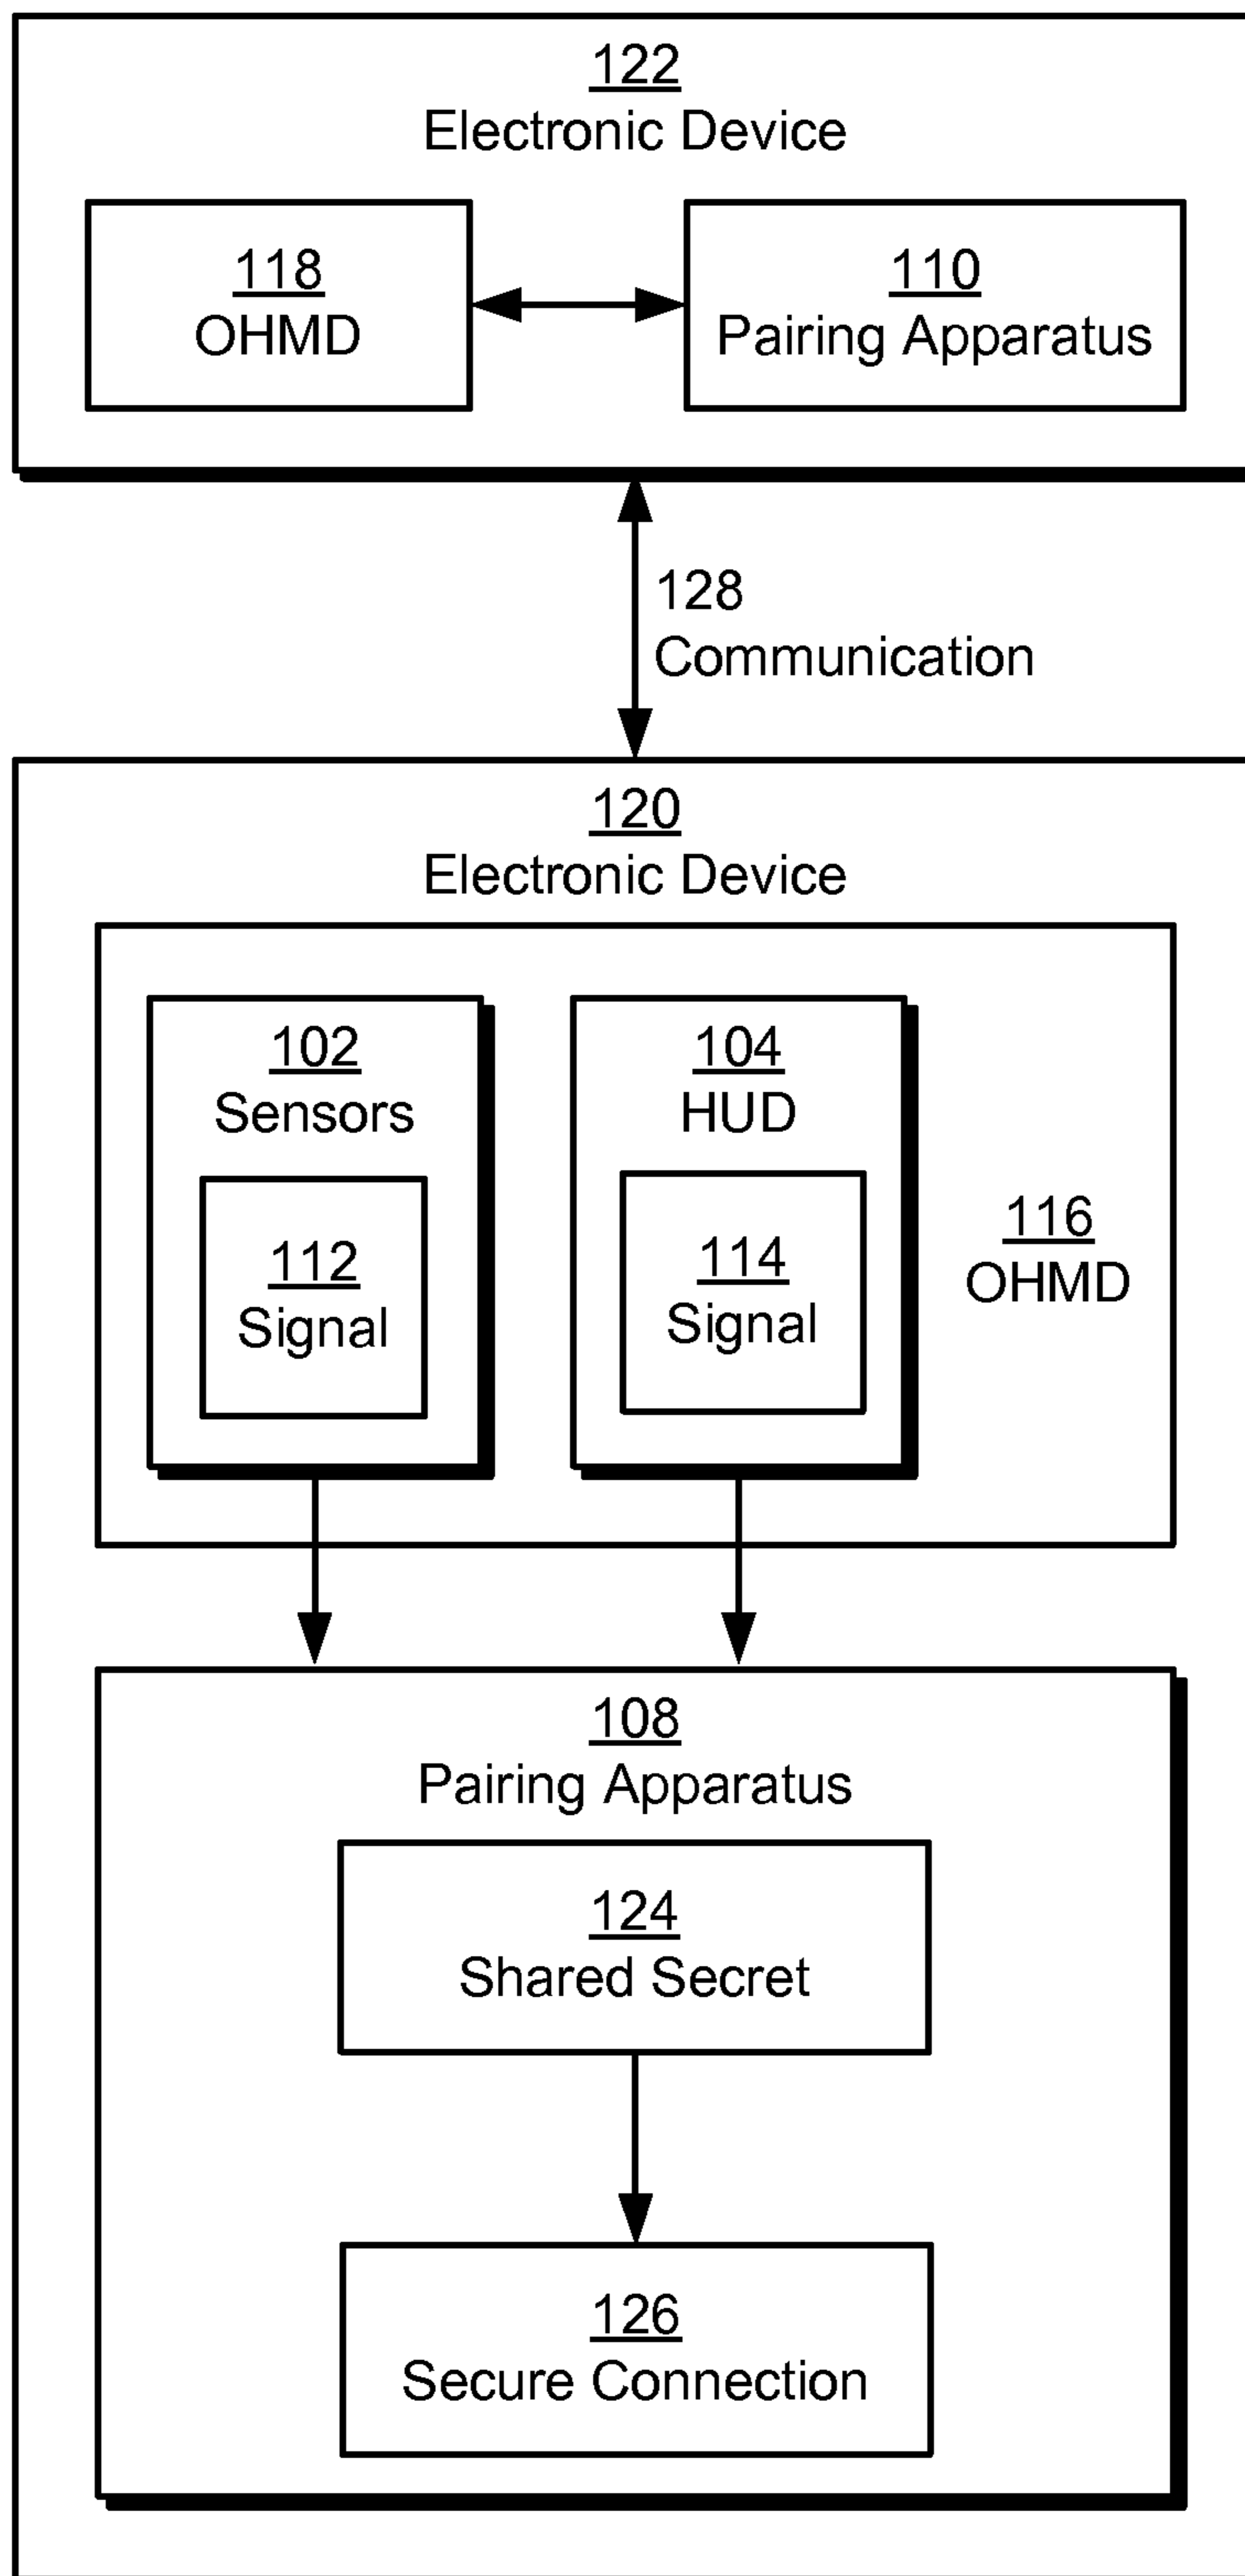 122
Electronic Device
118
OHMD
110
Pairing Apparatus
128
Communication
120
Electronic Device
102
Sensors
112
Signal
104
HUD
114
Signal
116
OHMD
108
Pairing Apparatus
124
Shared Secret
126
Secure Connection